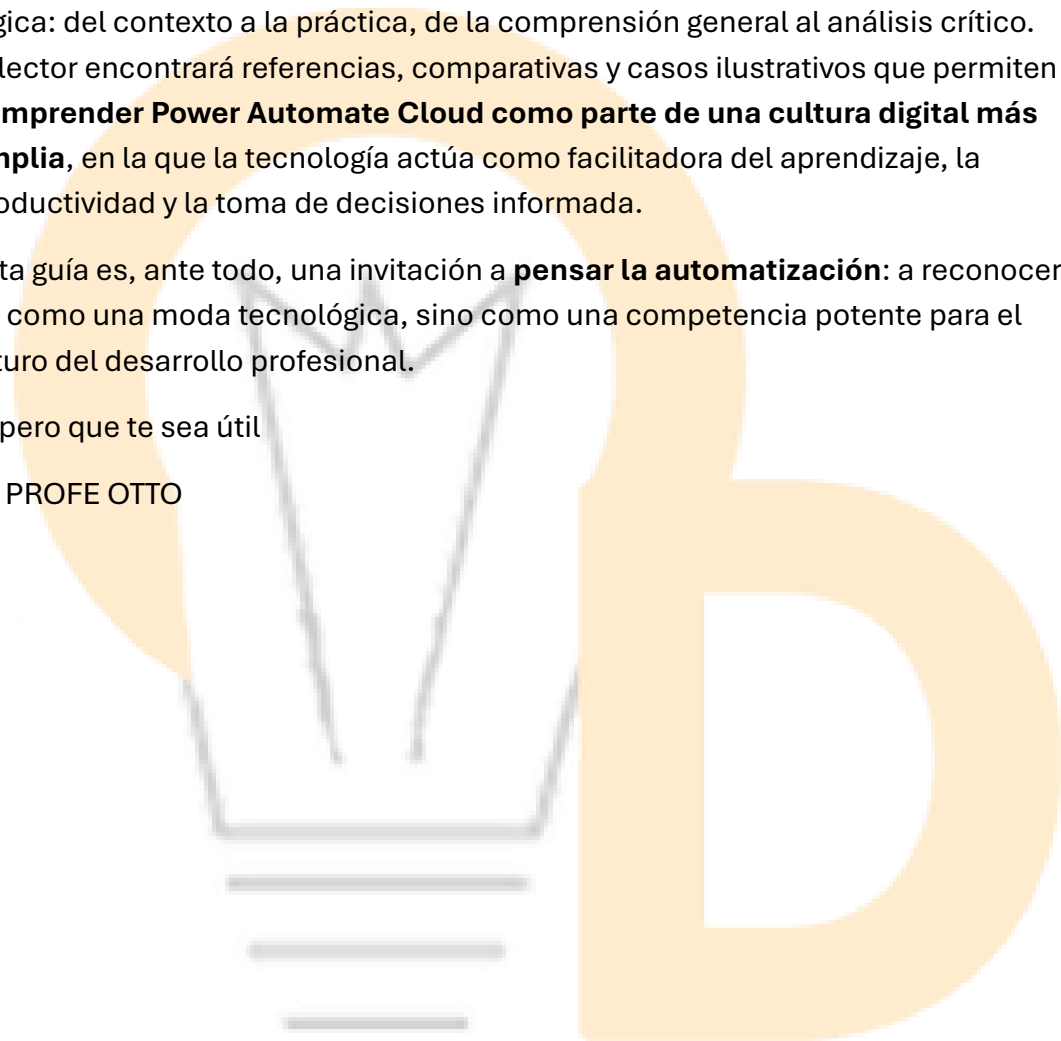 gica: del contexto a la práctica, de la comprensión general al análisis crítico.
lector encontrará referencias, comparativas y casos ilustrativos que permiten
mprender Power Automate Cloud como parte de una cultura digital más
nplia, en la que la tecnología actúa como facilitadora del aprendizaje, la
oductividad y la toma de decisiones informada.
ta guía es, ante todo, una invitación a pensar la automatización: a reconocer
como una moda tecnológica, sino como una competencia potente para el
turo del desarrollo profesional.
pero que te sea útil
PROFE OTTO
D